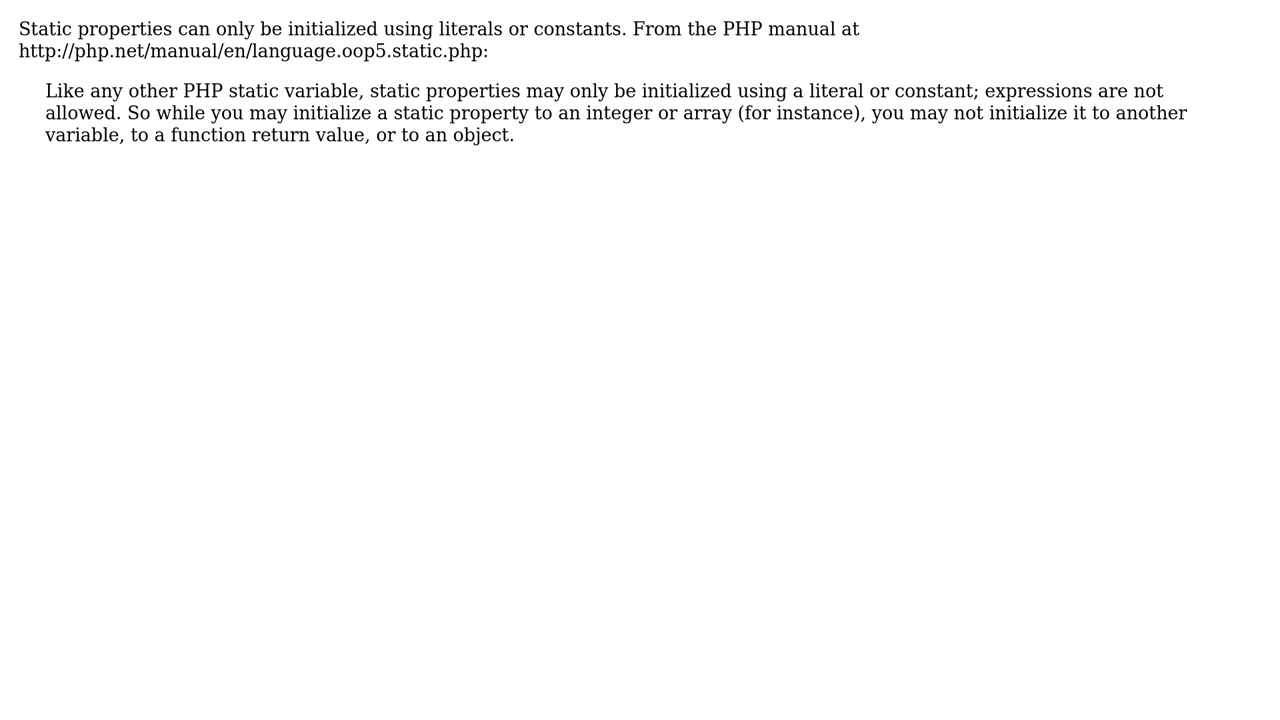 Static properties can only be initialized using literals or constants. From the PHP manual at
http://php.net/manual/en/language.oop5.static.php:
Like any other PHP static variable, static properties may only be initialized using a literal or constant; expressions are not
allowed. So while you may initialize a static property to an integer or array (for instance), you may not initialize it to another
variable, to a function return value, or to an object.